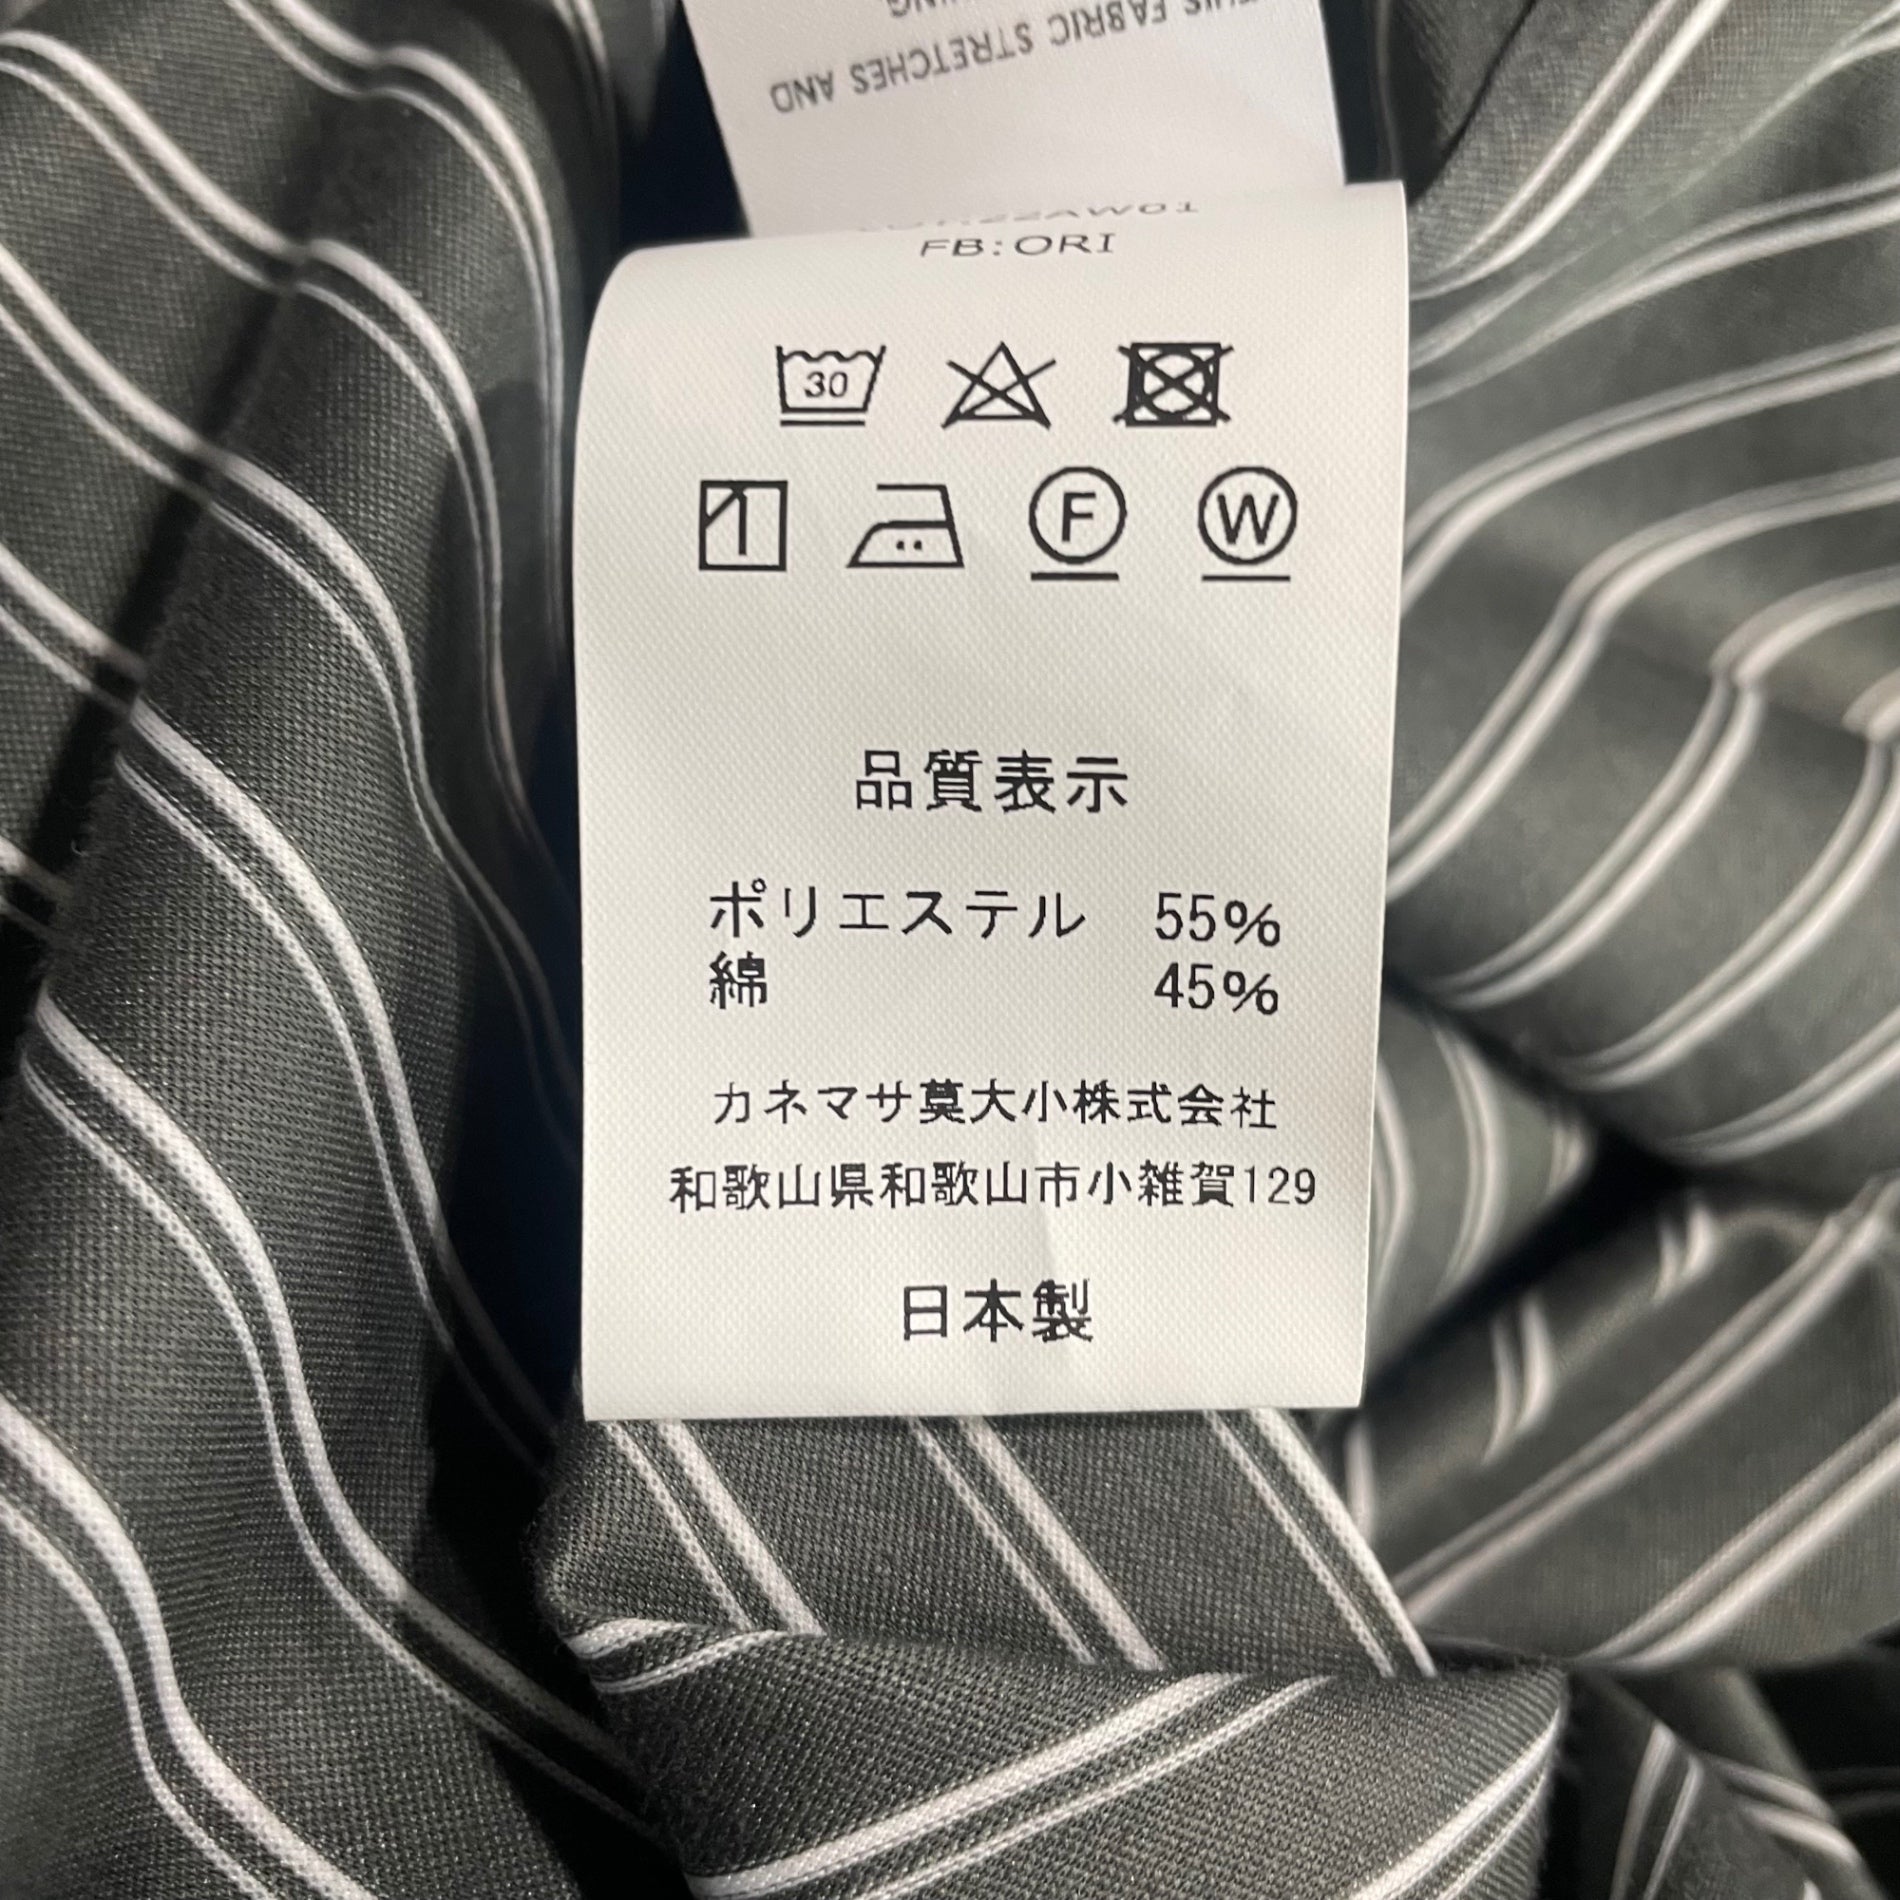 THIS FABRIC STRETCHES AND
FB:ORI
30
F
W
品質表示
ポリエステル 55%
綿 45%
カネマサ莫大小株式会社
和歌山県和歌山市小雑賀129
日本製